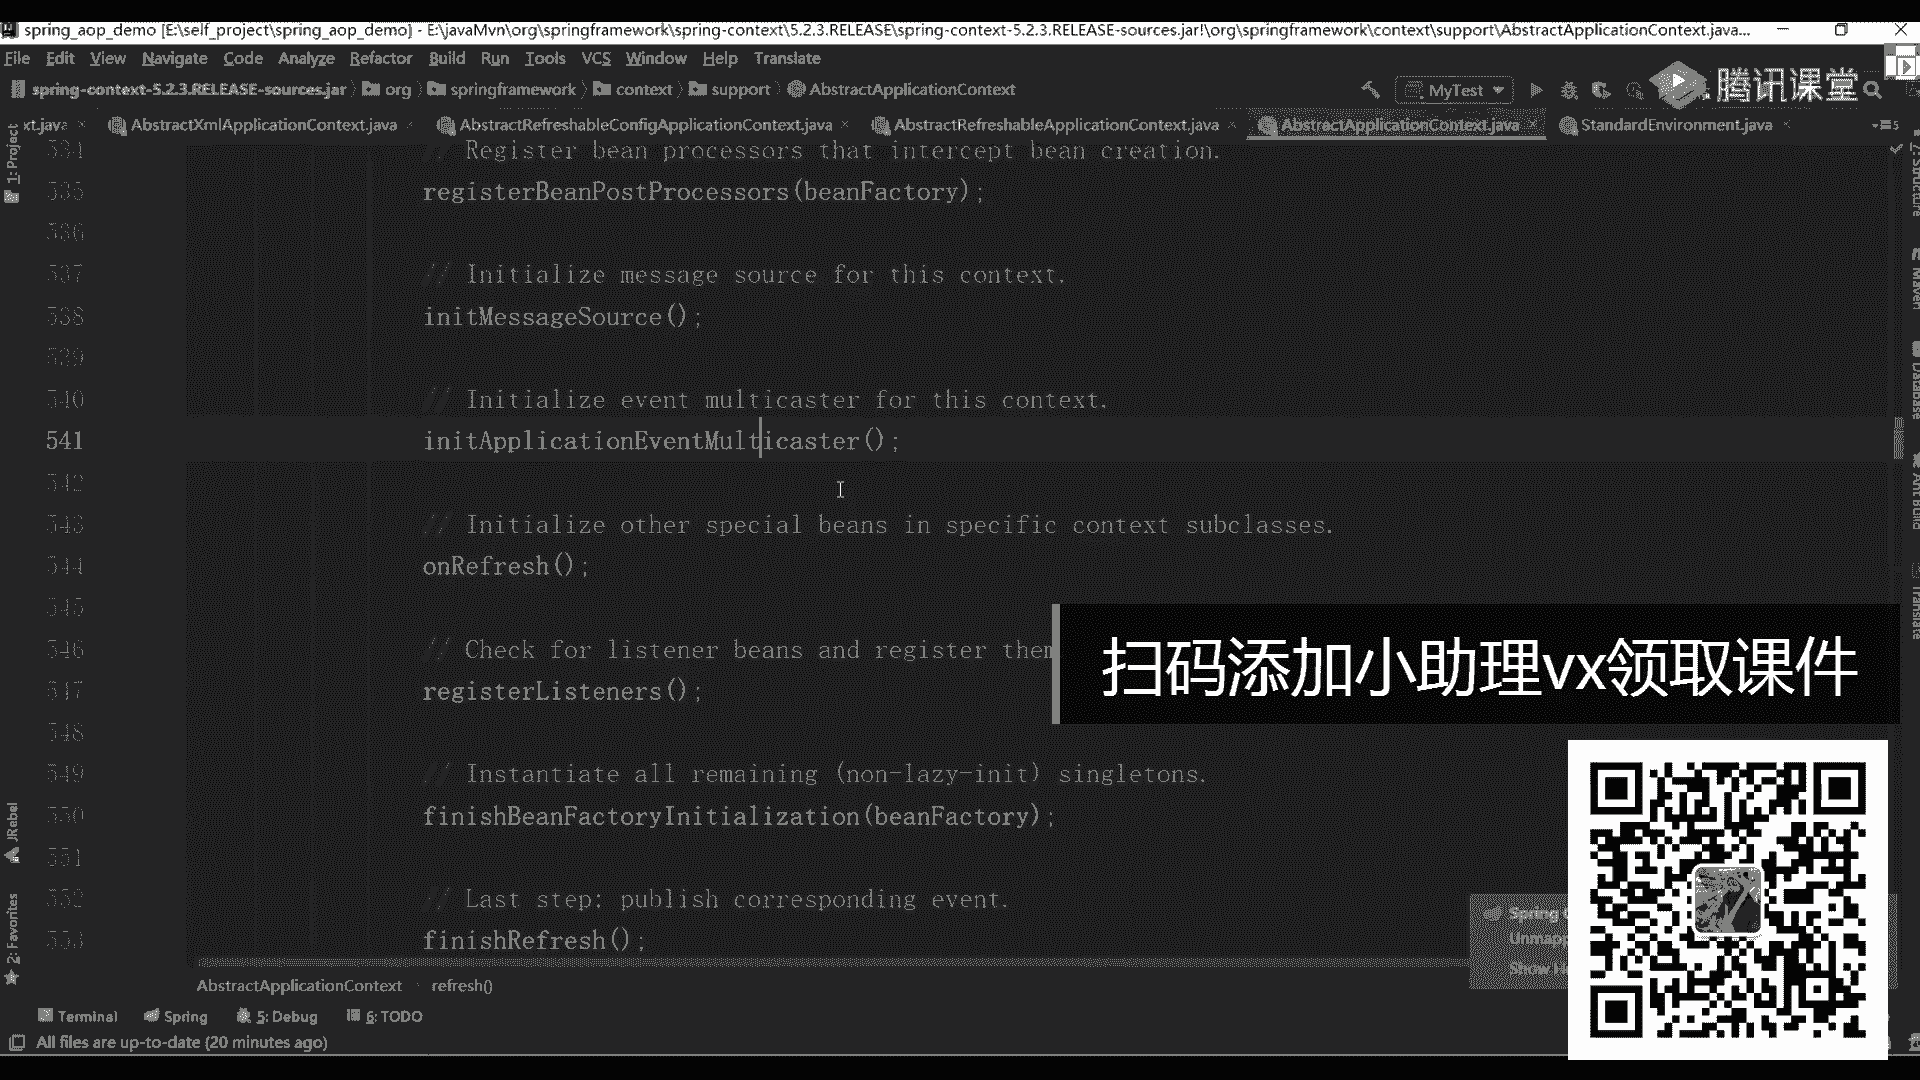 spring_aop_demo [E:\self_project\spring_aop_demo] - E:\javaMvn\org\springframework\spring-context\5.2.3.RELEASE\spring-context-5.2.3.RELEASE-sources.jar!\org\springframework\context\support\AbstractApplicationContext.java...
File Edit View Navigate Code Analyze Refactor Build Run Tools VCS Window Help Translate
spring-context-5.2.3.RELEASE-sources.jar org springframework context support AbstractApplicationContext MyTest 腾讯课堂
xt.java AbstractXmlApplicationContext.java AbstractRefreshableConfigApplicationContext.java AbstractRefreshableApplicationContext.java AbstractApplicationContext.java StandardEnvironment.java 5
1: Project
534 // Register bean processors that intercept bean creation.
535 registerBeanPostProcessors(beanFactory);
536
537 // Initialize message source for this context.
538 initMessageSource();
539
540 // Initialize event multicaster for this context.
541 initApplicationEventMulticaster();
542
543 // Initialize other special beans in specific context subclasses.
544 onRefresh();
545
546 // Check for listener beans and register them
547 registerListeners();
548
549 // Instantiate all remaining (non-lazy-init) singletons.
550 finishBeanFactoryInitialization(beanFactory);
551
552 // Last step: publish corresponding event.
553 finishRefresh();
扫码添加小助理vx领取课件
Maven
Database
Ant Build
Translate
JRebel
2: Favorites
Spring
Unmapp
Show H
AbstractApplicationContext refresh()
Terminal Spring 5: Debug 6: TODO
All files are up-to-date (20 minutes ago)